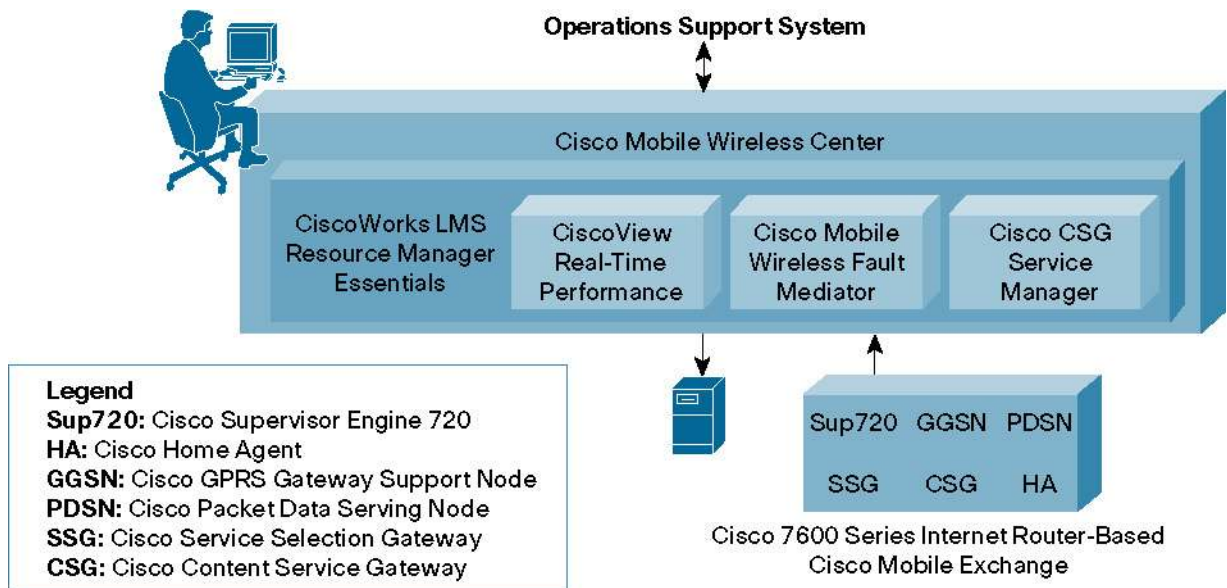 Operations Support System
Cisco Mobile Wireless Center
CiscoWorks LMS
Resource Manager
Essentials
CiscoView
Real-Time
Performance
Cisco Mobile
Wireless Fault
Mediator
Cisco CSG
Service
Manager
Legend
Sup720: Cisco Supervisor Engine 720
HA: Cisco Home Agent
GGSN: Cisco GPRS Gateway Support Node
PDSN: Cisco Packet Data Serving Node
SSG: Cisco Service Selection Gateway
CSG: Cisco Content Service Gateway
Sup720 GGSN PDSN
SSG CSG HA
Cisco 7600 Series Internet Router-Based
Cisco Mobile Exchange